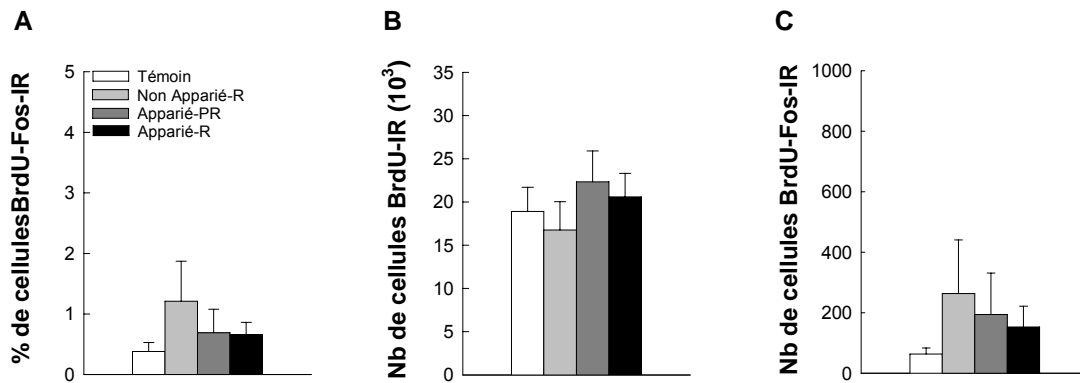 A
% de cellulesBrdU-Fos-IR
5
4
3
2
1
0
Témoin
Non Apparié-R
Apparié-PR
Apparié-R
B
Nb de cellules BrdU-IR (10³)
35
30
25
20
15
10
5
0
C
Nb de cellules BrdU-Fos-IR
1000
800
600
400
200
0